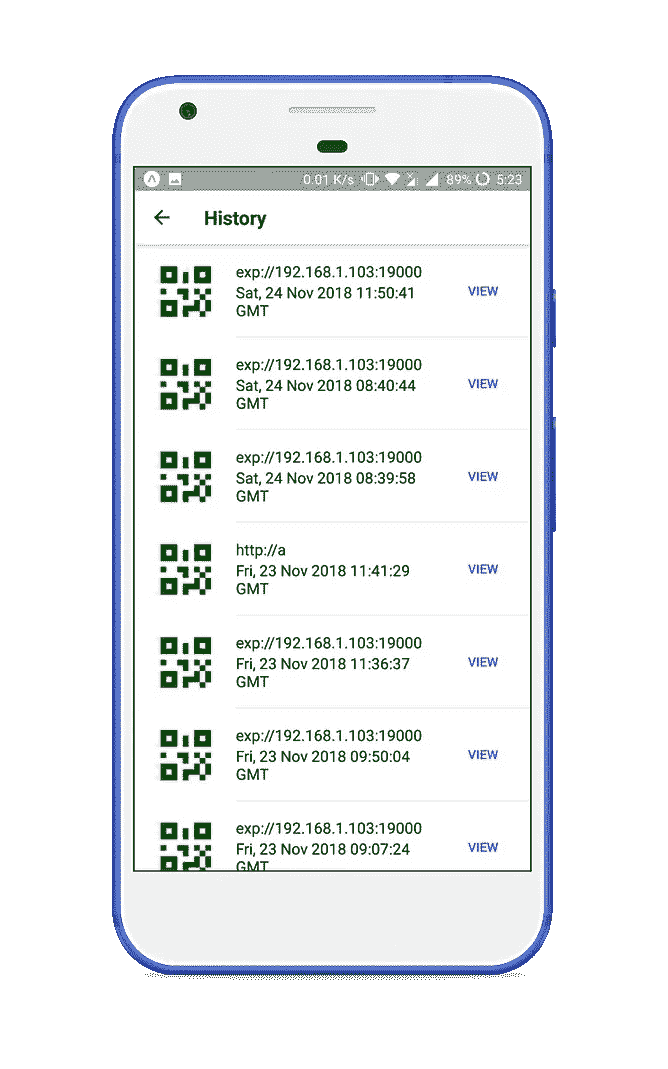 0.01 K/s 89% 5:23
History
exp://192.168.1.103:19000
Sat, 24 Nov 2018 11:50:41
GMT
VIEW
exp://192.168.1.103:19000
Sat, 24 Nov 2018 08:40:44
GMT
VIEW
exp://192.168.1.103:19000
Sat, 24 Nov 2018 08:39:58
GMT
VIEW
http://a
Fri, 23 Nov 2018 11:41:29
GMT
VIEW
exp://192.168.1.103:19000
Fri, 23 Nov 2018 11:36:37
GMT
VIEW
exp://192.168.1.103:19000
Fri, 23 Nov 2018 09:50:04
GMT
VIEW
exp://192.168.1.103:19000
Fri, 23 Nov 2018 09:07:24
GMT
VIEW